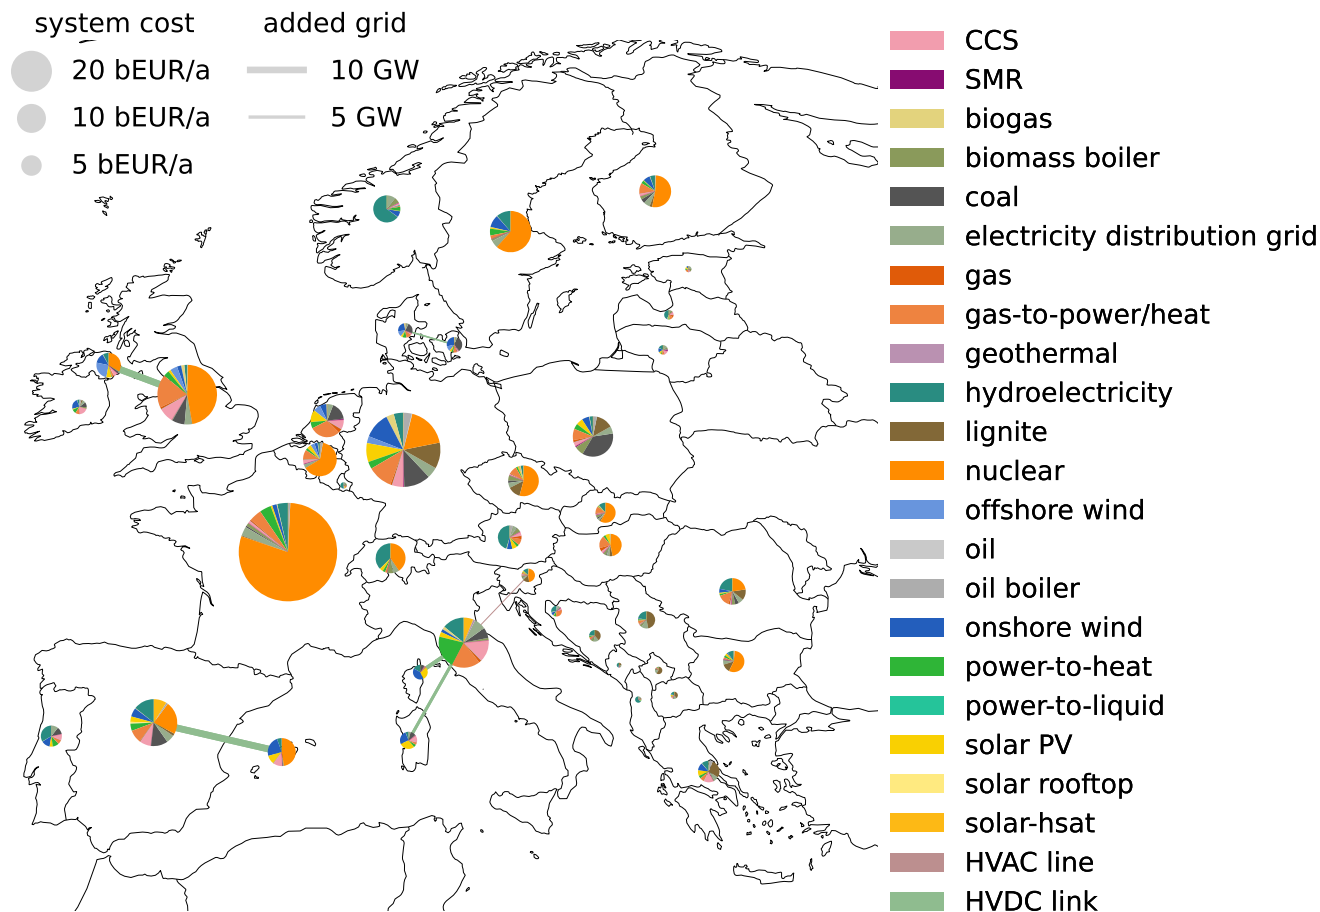 system cost
added grid
20 bEUR/a
10 GW
10 bEUR/a
5 GW
5 bEUR/a
CCS
SMR
biogas
biomass boiler
coal
electricity distribution grid
gas
gas-to-power/heat
geothermal
hydroelectricity
lignite
nuclear
offshore wind
oil
oil boiler
onshore wind
power-to-heat
power-to-liquid
solar PV
solar rooftop
solar-hsat
HVAC line
HVDC link